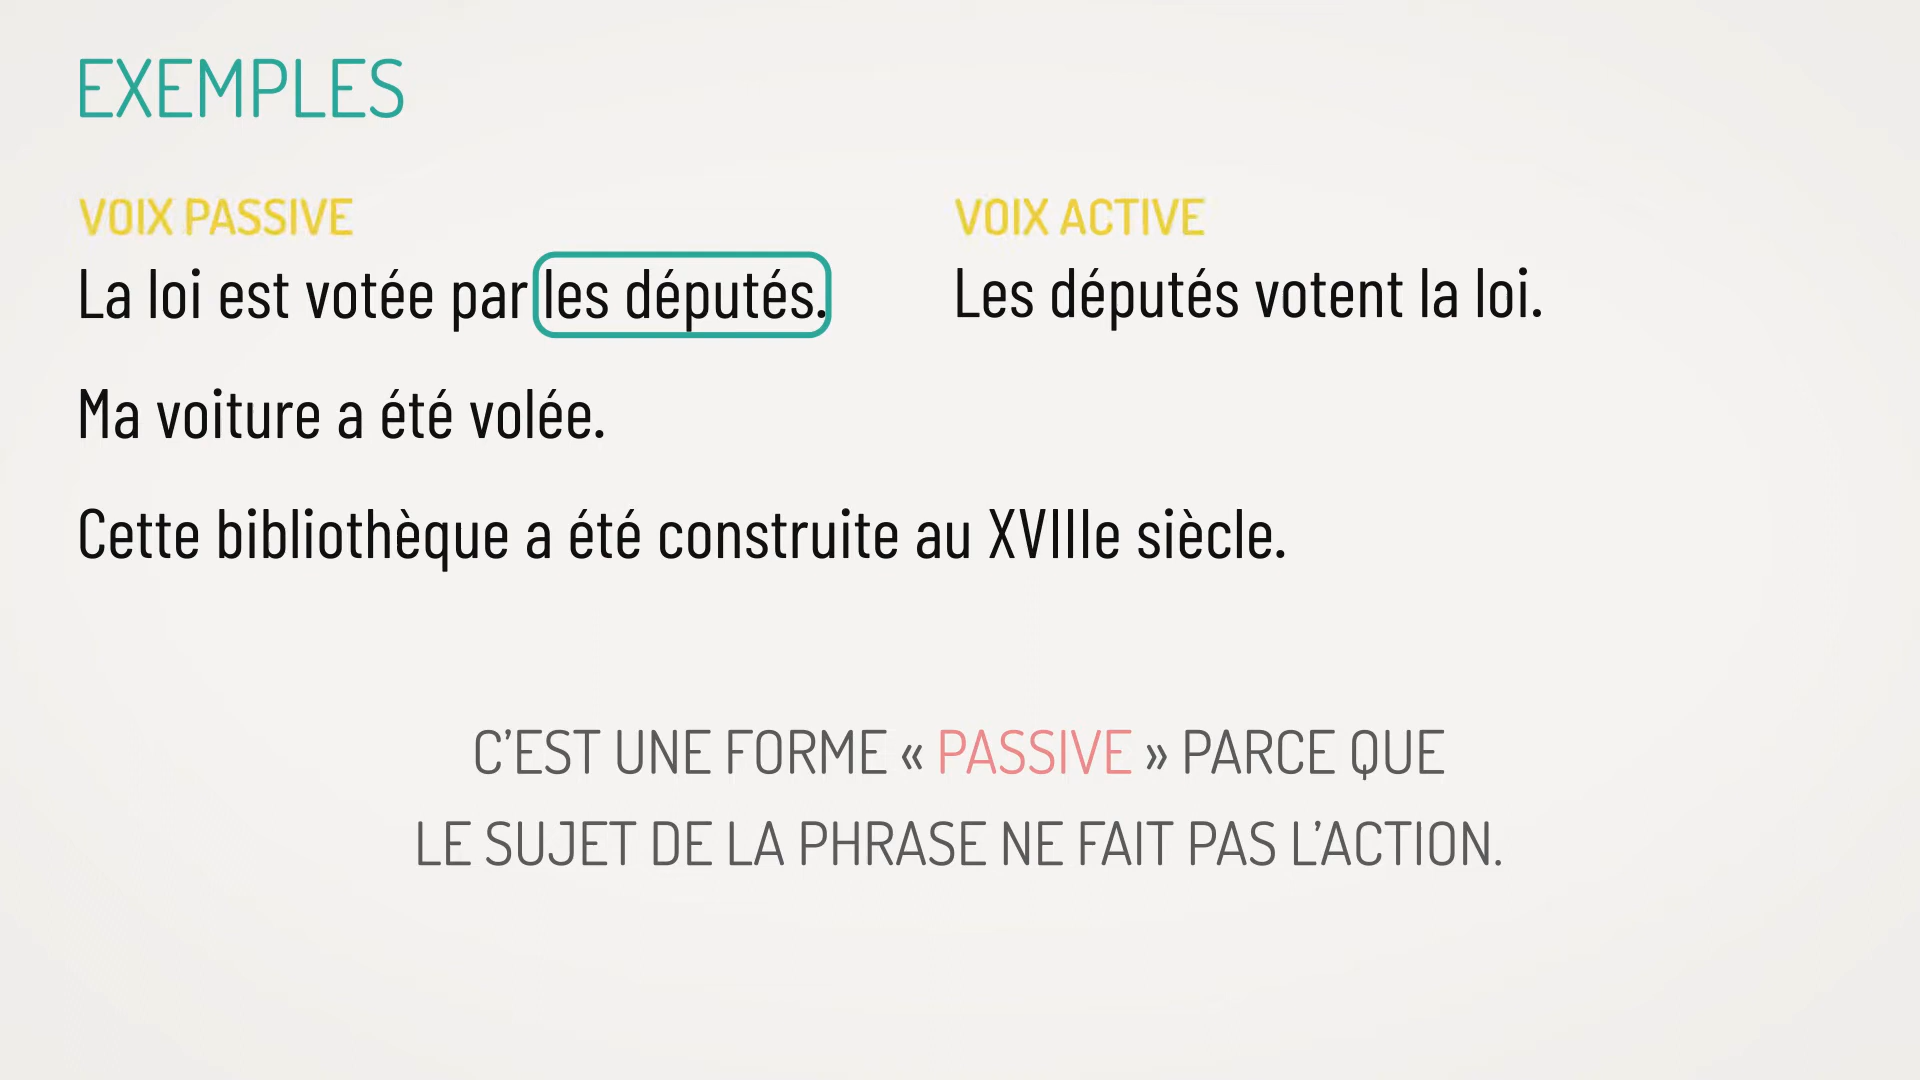 EXEMPLES
VOIX PASSIVE
La loi est votée par les députés.
VOIX ACTIVE
Les députés votent la loi.
Ma voiture a été volée.
Cette bibliothèque a été construite au XVIIIe siècle.
C’EST UNE FORME « PASSIVE » PARCE QUE
LE SUJET DE LA PHRASE NE FAIT PAS L’ACTION.